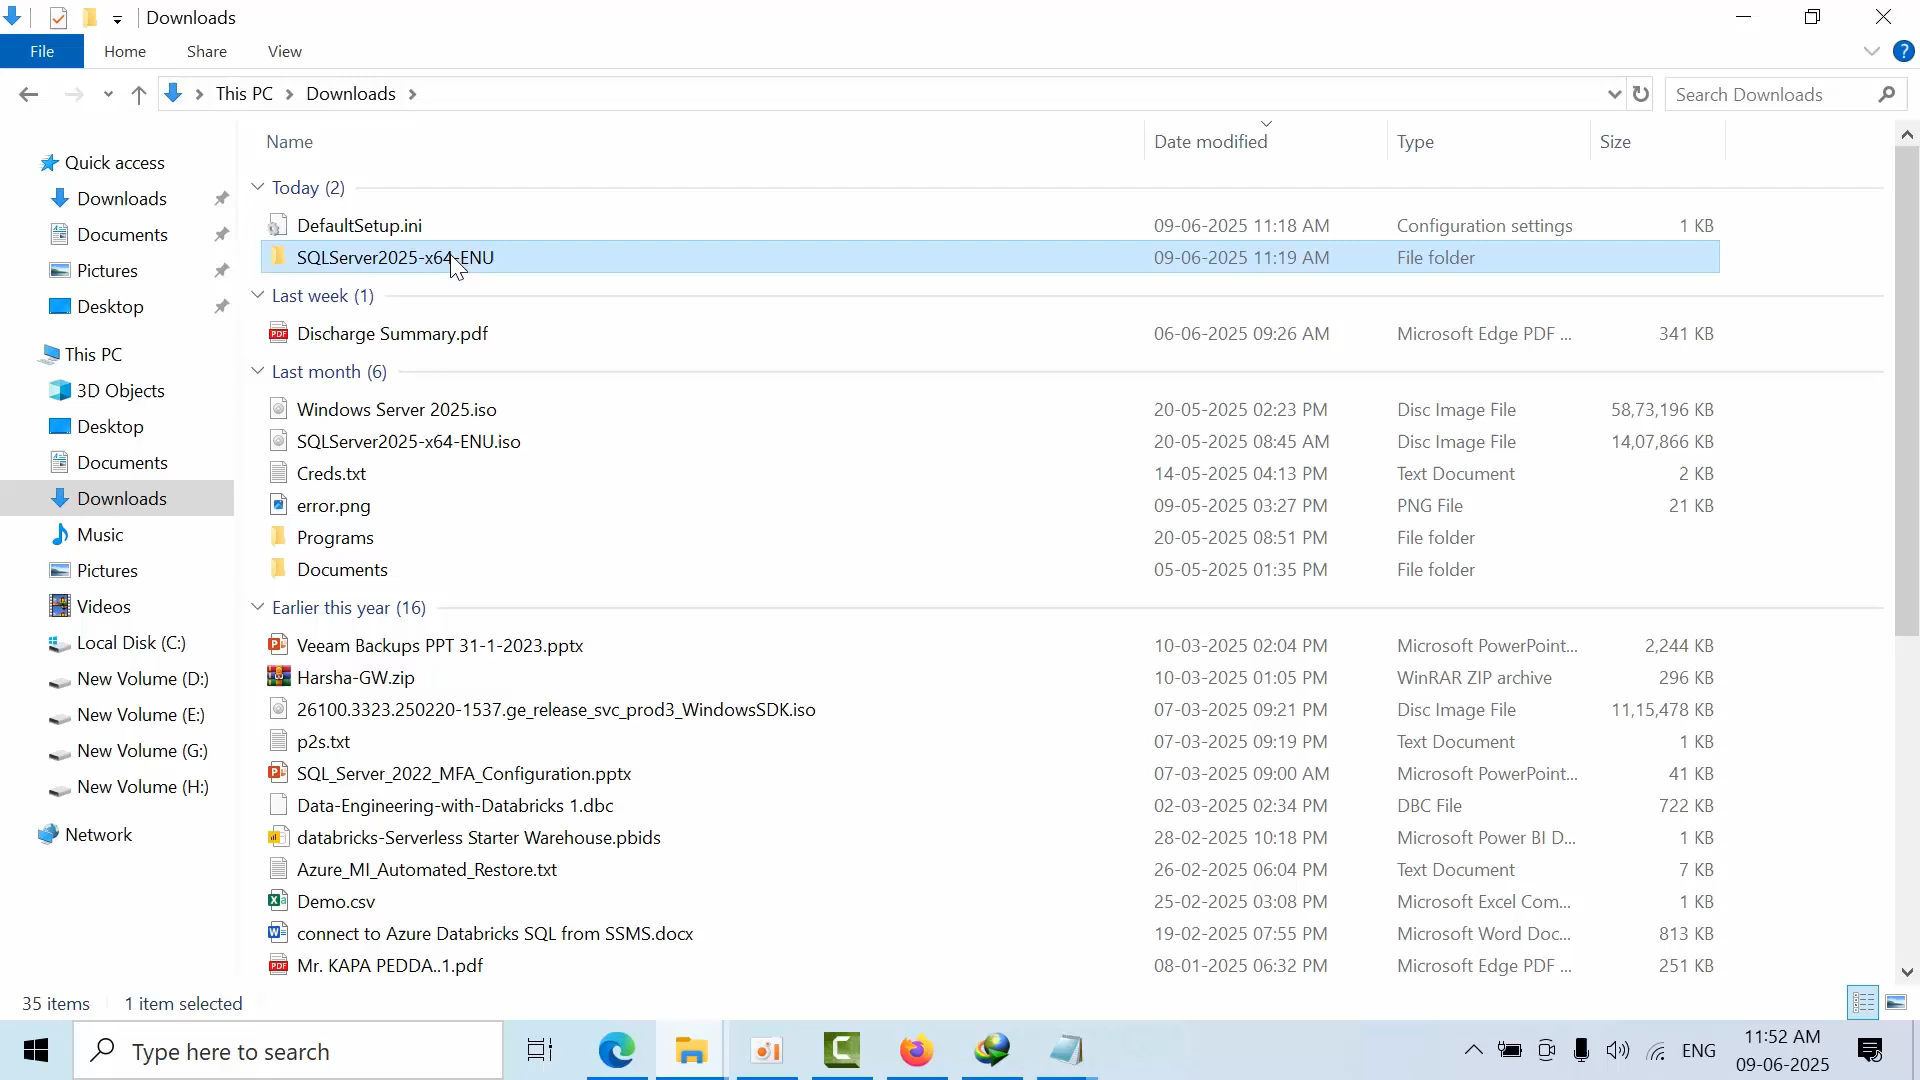 Downloads
File Home Share View
This PC Downloads
Search Downloads
Name Date modified Type Size
Quick access
Downloads
Documents
Pictures
Desktop
This PC
3D Objects
Desktop
Documents
Downloads
Music
Pictures
Videos
Local Disk (C:)
New Volume (D:)
New Volume (E:)
New Volume (G:)
New Volume (H:)
Network
Today (2)
DefaultSetup.ini 09-06-2025 11:18 AM Configuration settings 1 KB
SQLServer2025-x64-ENU 09-06-2025 11:19 AM File folder
Last week (1)
Discharge Summary.pdf 06-06-2025 09:26 AM Microsoft Edge PDF ... 341 KB
Last month (6)
Windows Server 2025.iso 20-05-2025 02:23 PM Disc Image File 58,73,196 KB
SQLServer2025-x64-ENU.iso 20-05-2025 08:45 AM Disc Image File 14,07,866 KB
Creds.txt 14-05-2025 04:13 PM Text Document 2 KB
error.png 09-05-2025 03:27 PM PNG File 21 KB
Programs 20-05-2025 08:51 PM File folder
Documents 05-05-2025 01:35 PM File folder
Earlier this year (16)
Veeam Backups PPT 31-1-2023.pptx 10-03-2025 02:04 PM Microsoft PowerPoint... 2,244 KB
Harsha-GW.zip 10-03-2025 01:05 PM WinRAR ZIP archive 296 KB
26100.3323.250220-1537.ge_release_svc_prod3_WindowsSDK.iso 07-03-2025 09:21 PM Disc Image File 11,15,478 KB
p2s.txt 07-03-2025 09:19 PM Text Document 1 KB
SQL_Server_2022_MFA_Configuration.pptx 07-03-2025 09:00 AM Microsoft PowerPoint... 41 KB
Data-Engineering-with-Databricks 1.dbc 02-03-2025 02:34 PM DBC File 722 KB
databricks-Serverless Starter Warehouse.pbids 28-02-2025 10:18 PM Microsoft Power BI D... 1 KB
Azure_MI_Automated_Restore.txt 26-02-2025 06:04 PM Text Document 7 KB
Demo.csv 25-02-2025 03:08 PM Microsoft Excel Com... 1 KB
connect to Azure Databricks SQL from SSMS.docx 19-02-2025 07:55 PM Microsoft Word Doc... 813 KB
Mr. KAPA PEDDA..1.pdf 08-01-2025 06:32 PM Microsoft Edge PDF ... 251 KB
35 items 1 item selected
Type here to search
ENG
11:52 AM
09-06-2025